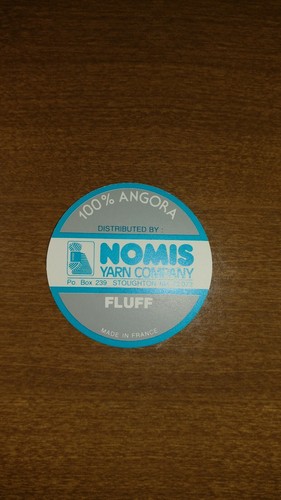 100% ANGORA
DISTRIBUTED BY :
NOMIS
YARN COMPANY
Po Box 239 STOUGHTON
FLUFF
MADE IN FRANCE